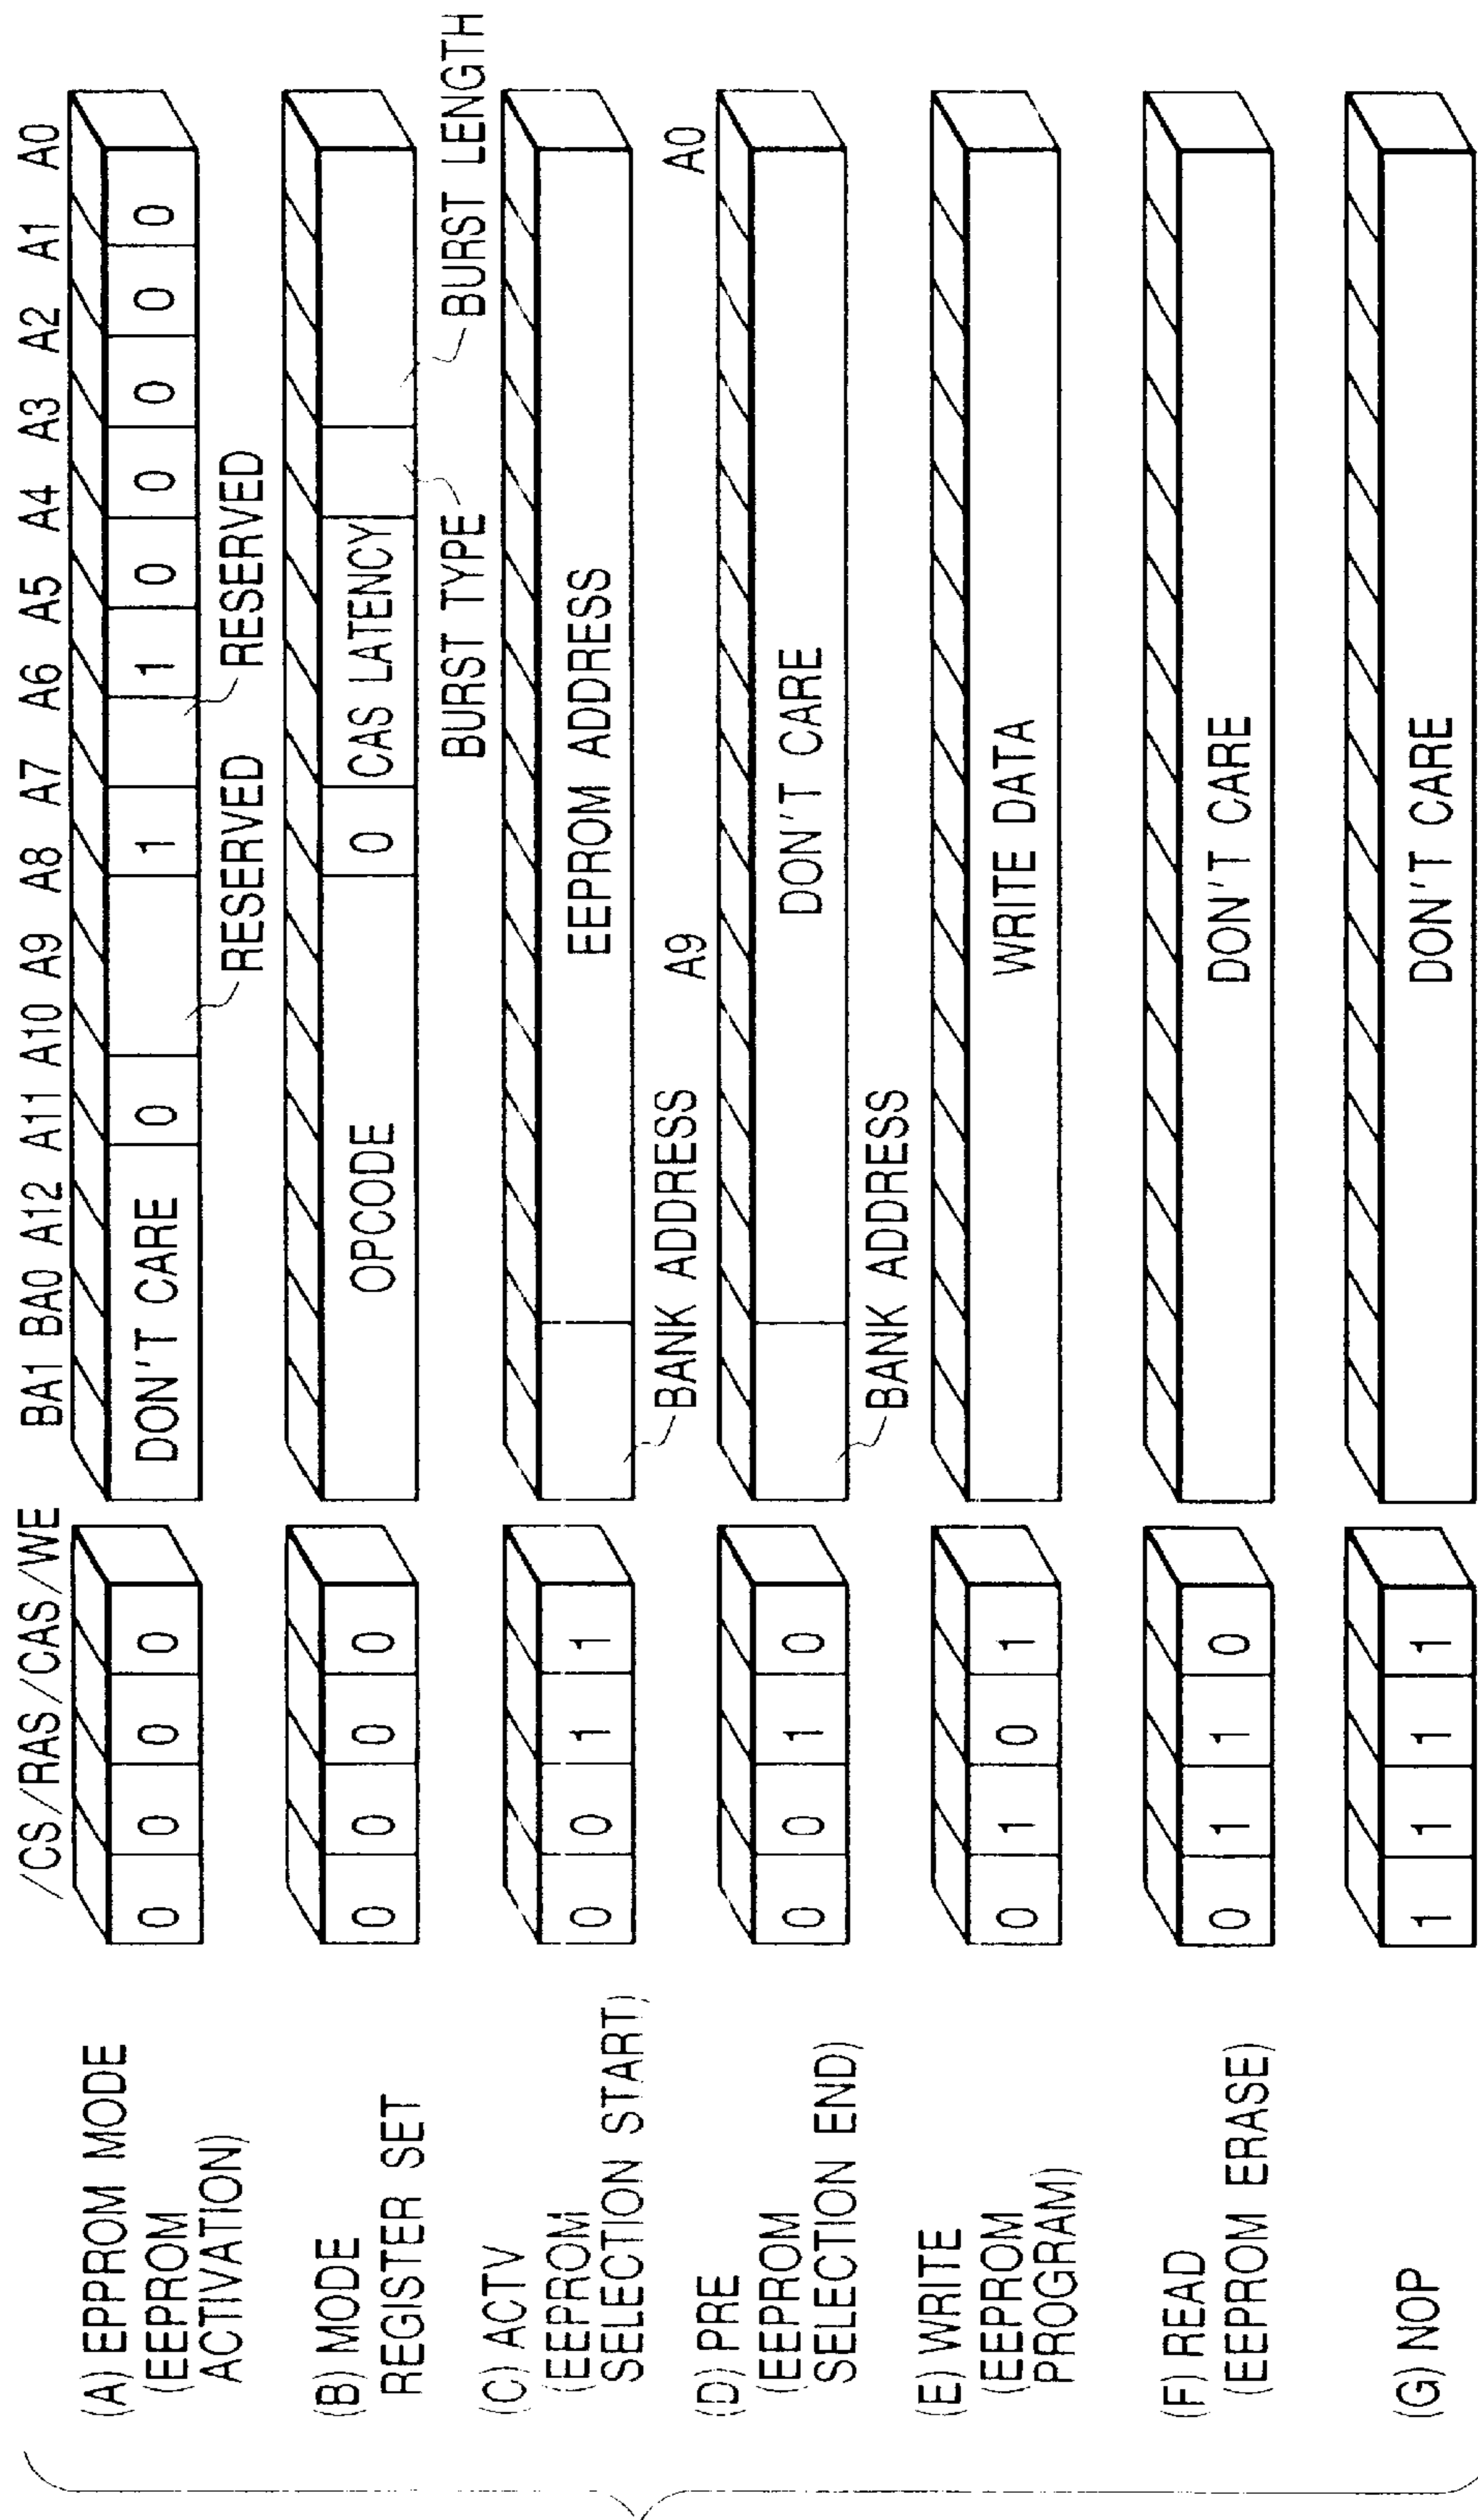 /CS/RAS/CAS/WE BA1 BA0 A12 A11 A10 A9 A8 A7 A6 A5 A4 A3 A2 A1 A0
(A) EPPROM MODE
(EEPROM
ACTIVATION)
0 0 0 0 DON'T CARE 0 1 1 0 0 0 0 0
RESERVED RESERVED
(B) MODE
REGISTER SET
0 0 0 0 OPCODE 0 CAS LATENCY
BURST TYPE BURST LENGTH
(C) ACTV
(EEPROM
SELECTION START)
0 0 1 1 EEPROM ADDRESS
BANK ADDRESS A9 A0
(D) PRE
(EEPROM
SELECTION END)
0 0 1 0 DON'T CARE
BANK ADDRESS
(E) WRITE
(EEPROM
PROGRAM)
0 1 0 1 WRITE DATA
(F) READ
(EEPROM ERASE)
0 1 1 0 DON'T CARE
(G) NOP
1 1 1 1 DON'T CARE